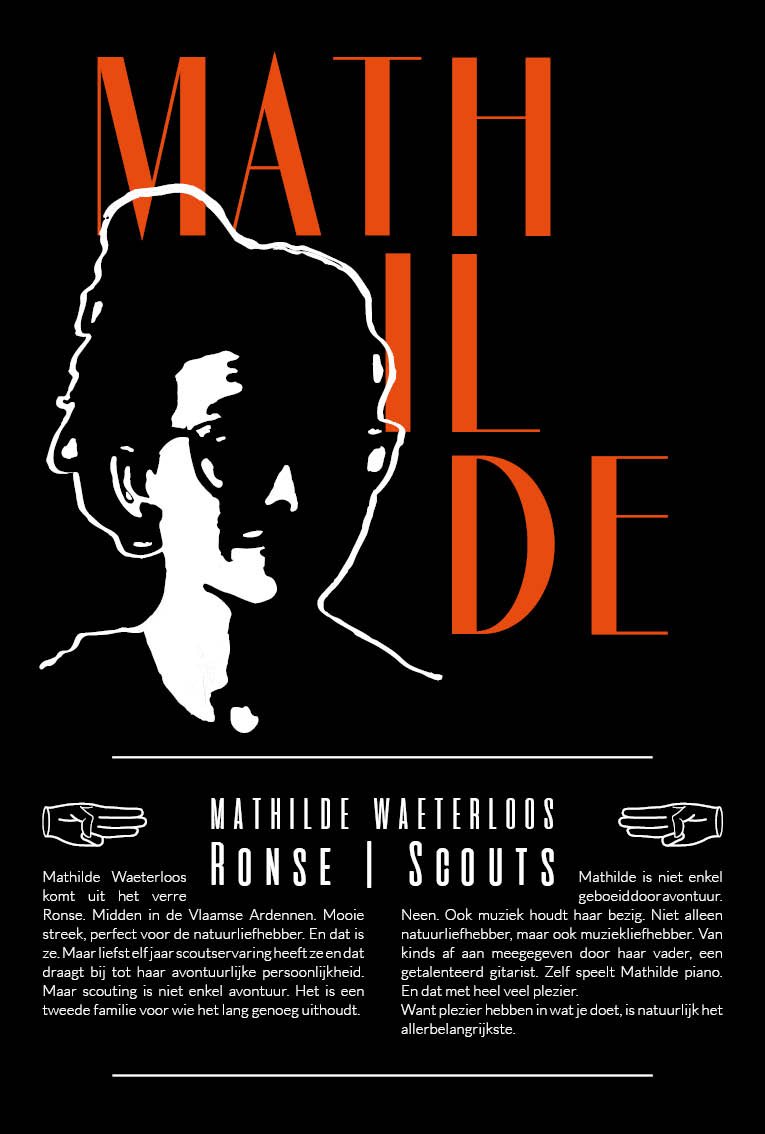 MATH
IL
DE
MATHILDE WAETERLOOS
RONSE | SCOUTS
Mathilde Waeterloos
komt uit het verre
Ronse. Midden in de Vlaamse Ardennen. Mooie
streek, perfect voor de natuurliefhebber. En dat is
ze. Maar liefst elf jaar scoutservaring heeft ze en dat
draagt bij tot haar avontuurlijke persoonlijkheid.
Maar scouting is niet enkel avontuur. Het is een
tweede familie voor wie het lang genoeg uithoudt.
Mathilde is niet enkel
geboeid door avontuur.
Neen. Ook muziek houdt haar bezig. Niet alleen
natuurliefhebber, maar ook muziekliefhebber. Van
kinds af aan meegegeven door haar vader, een
getalenteerd gitarist. Zelf speelt Mathilde piano.
En dat met heel veel plezier.
Want plezier hebben in wat je doet, is natuurlijk het
allerbelangrijkste.